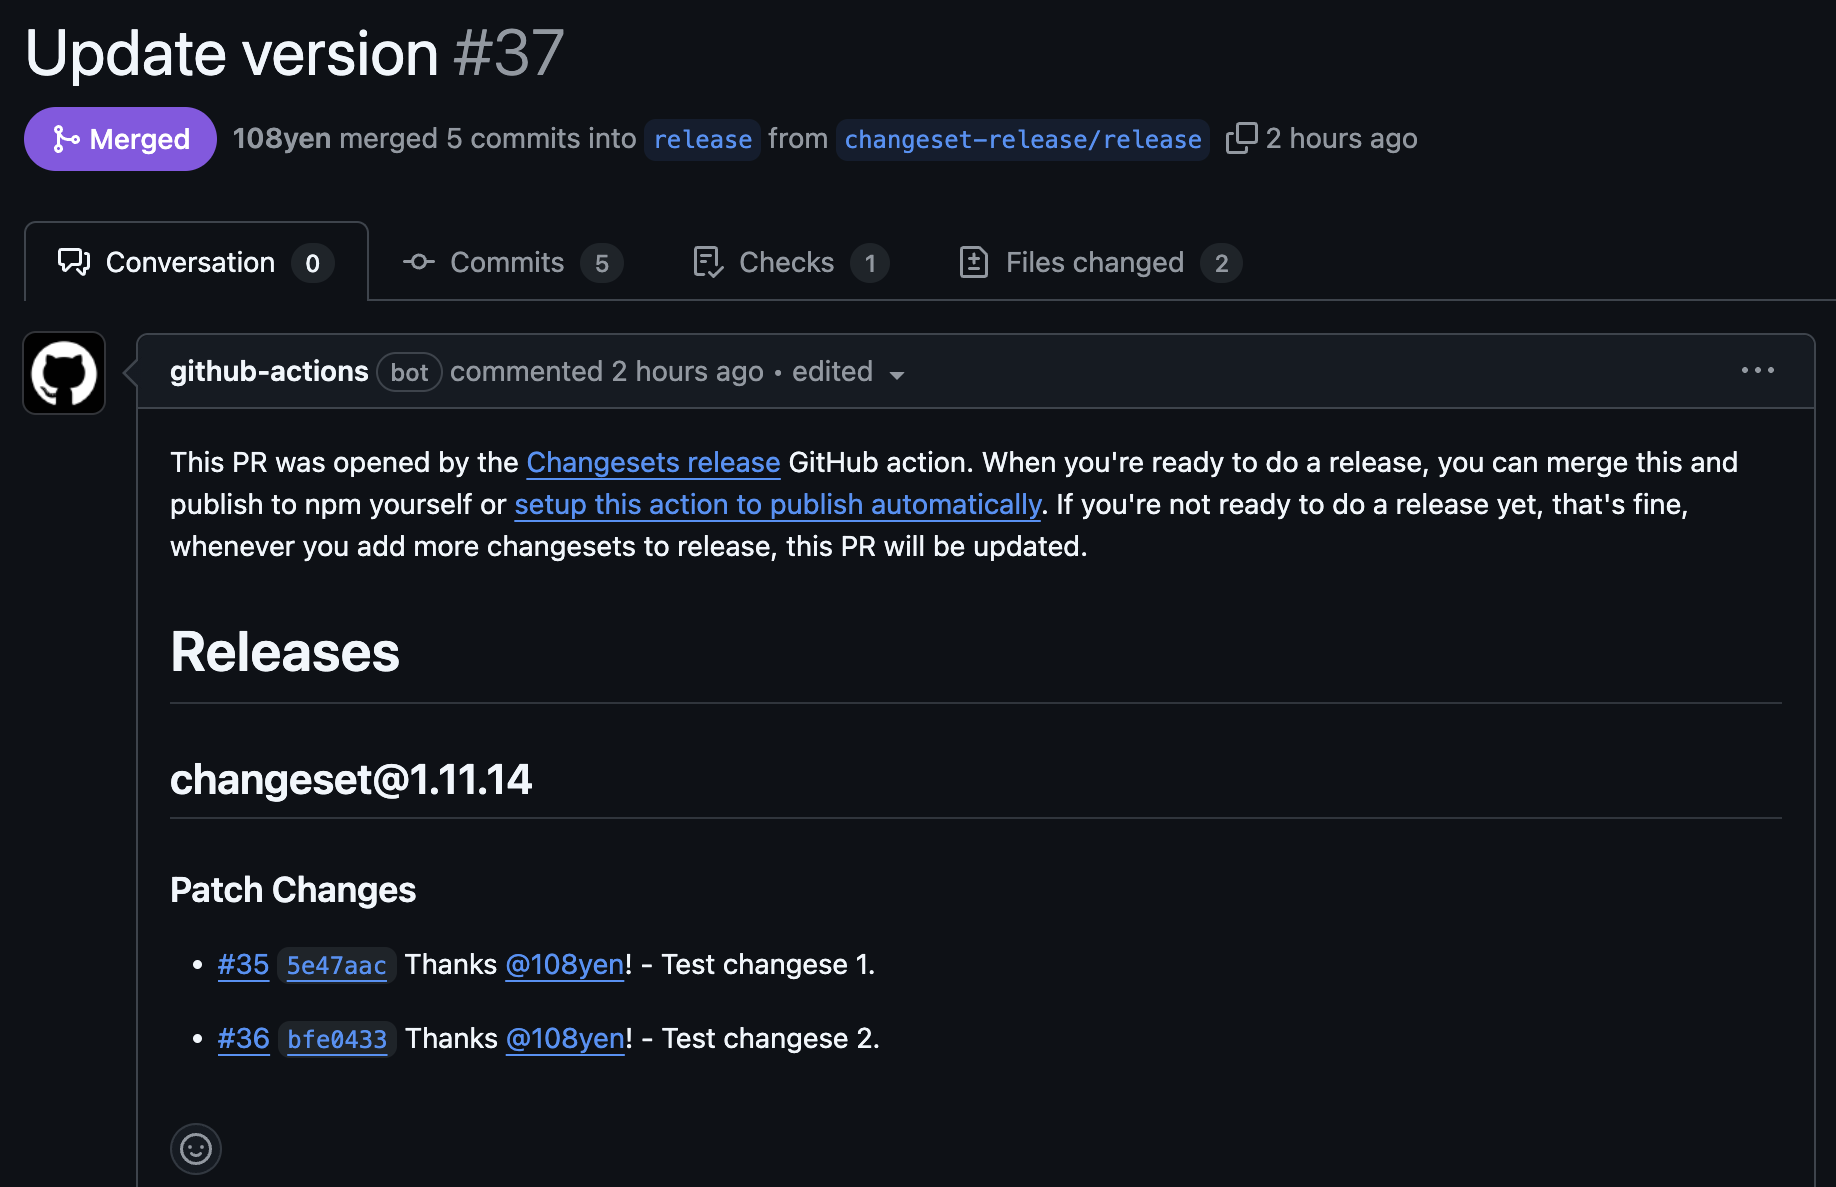 Update version #37
Merged 108yen merged 5 commits into release from changeset-release/release 2 hours ago
Conversation 0 Commits 5 Checks 1 Files changed 2
github-actions bot commented 2 hours ago • edited
This PR was opened by the Changesets release GitHub action. When you're ready to do a release, you can merge this and
publish to npm yourself or setup this action to publish automatically. If you're not ready to do a release yet, that's fine,
whenever you add more changesets to release, this PR will be updated.
Releases
changeset@1.11.14
Patch Changes
• #35 5e47aac Thanks @108yen! - Test changese 1.
• #36 bfe0433 Thanks @108yen! - Test changese 2.